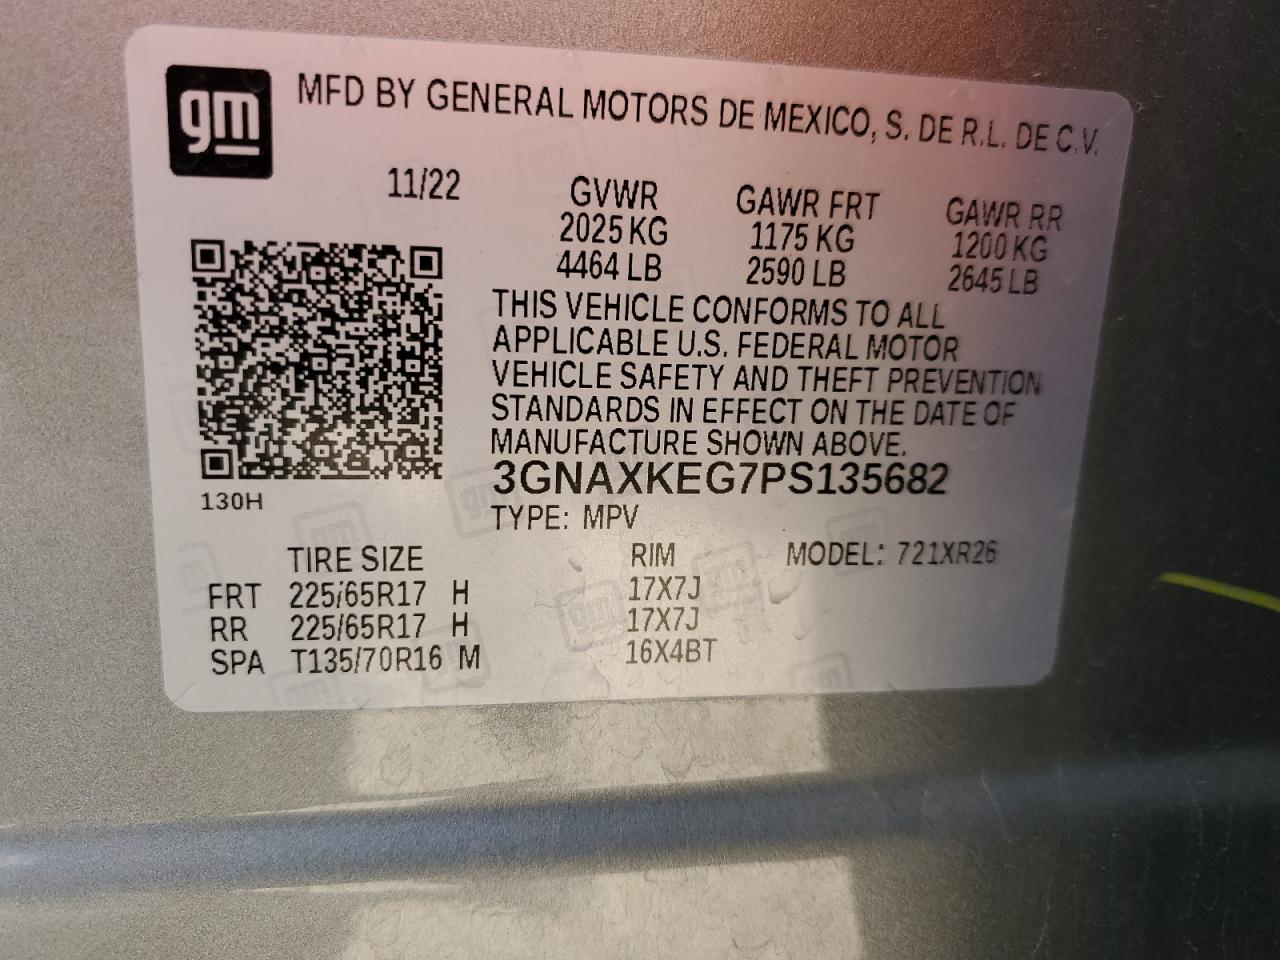 gm
MFD BY GENERAL MOTORS DE MEXICO, S. DE R.L. DE C.V.
11/22 GVWR GAWR FRT GAWR RR
2025 KG 1175 KG 1200 KG
4464 LB 2590 LB 2645 LB
THIS VEHICLE CONFORMS TO ALL
APPLICABLE U.S. FEDERAL MOTOR
VEHICLE SAFETY AND THEFT PREVENTION
STANDARDS IN EFFECT ON THE DATE OF
MANUFACTURE SHOWN ABOVE.
3GNAXKEG7PS135682
130H
TYPE: MPV
TIRE SIZE RIM MODEL: 721XR26
FRT 225/65R17 H 17X7J
RR 225/65R17 H 17X7J
SPA T135/70R16 M 16X4BT